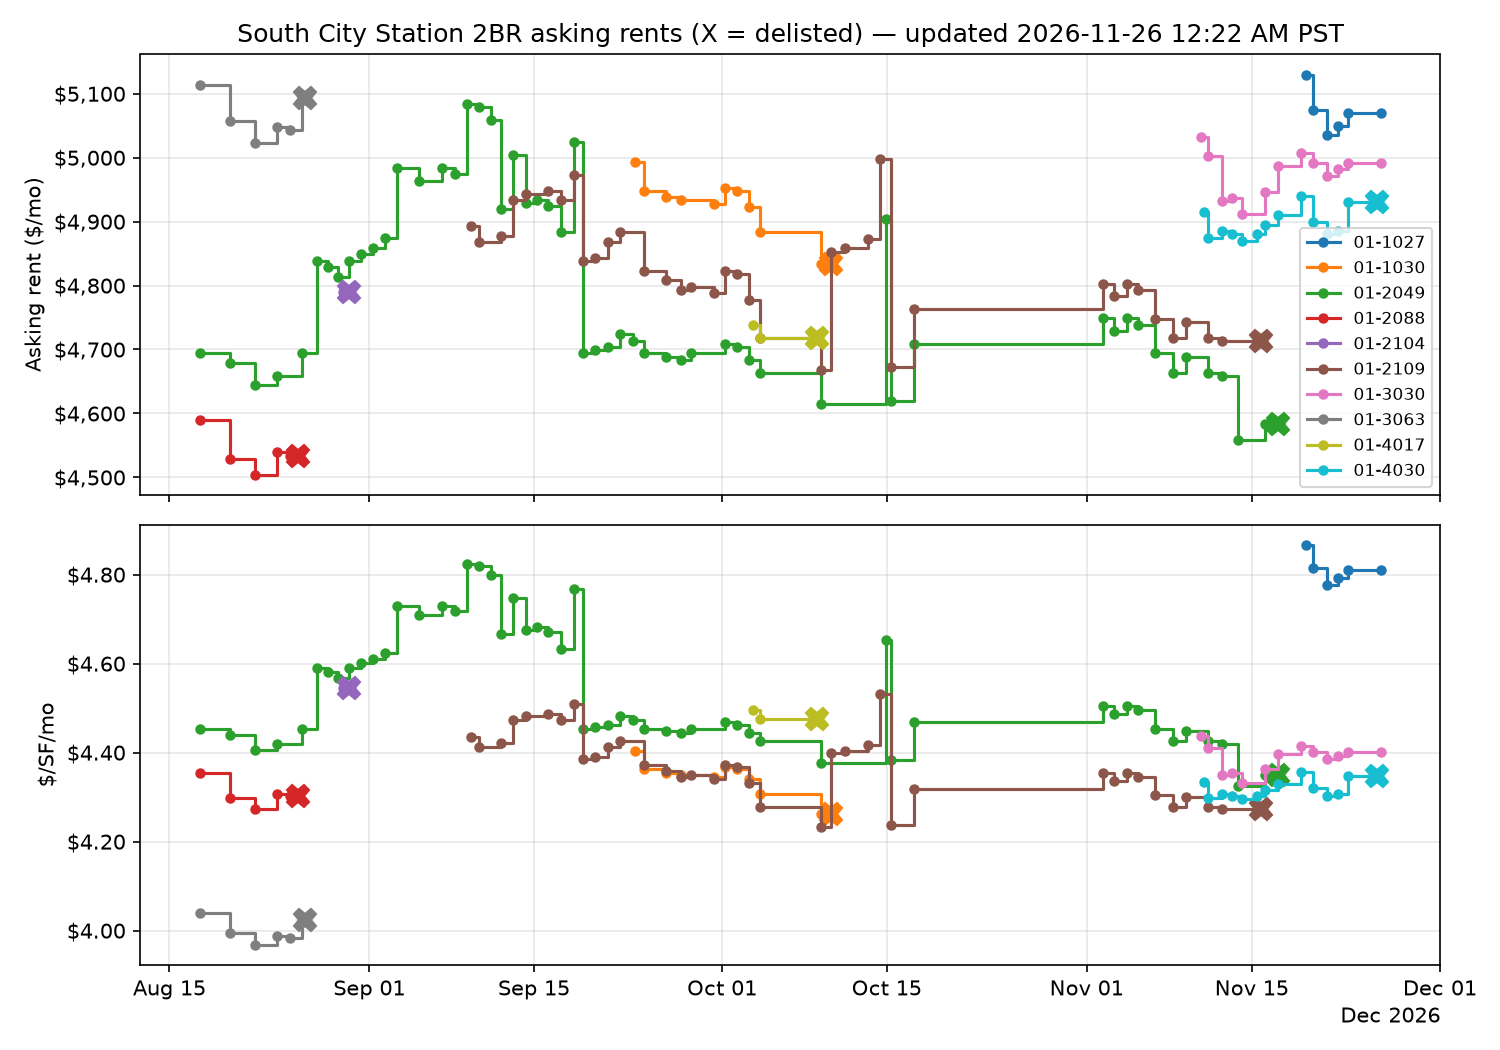 South City Station 2BR asking rents (X = delisted) — updated 2026-11-26 12:22 AM PST
Asking rent ($/mo)
$5,100
$5,000
$4,900
$4,800
$4,700
$4,600
$4,500
01-1027
01-1030
01-2049
01-2088
01-2104
01-2109
01-3030
01-3063
01-4017
01-4030
$/SF/mo
$4.80
$4.60
$4.40
$4.20
$4.00
Aug 15
Sep 01
Sep 15
Oct 01
Oct 15
Nov 01
Nov 15
Dec 01
Dec 2026